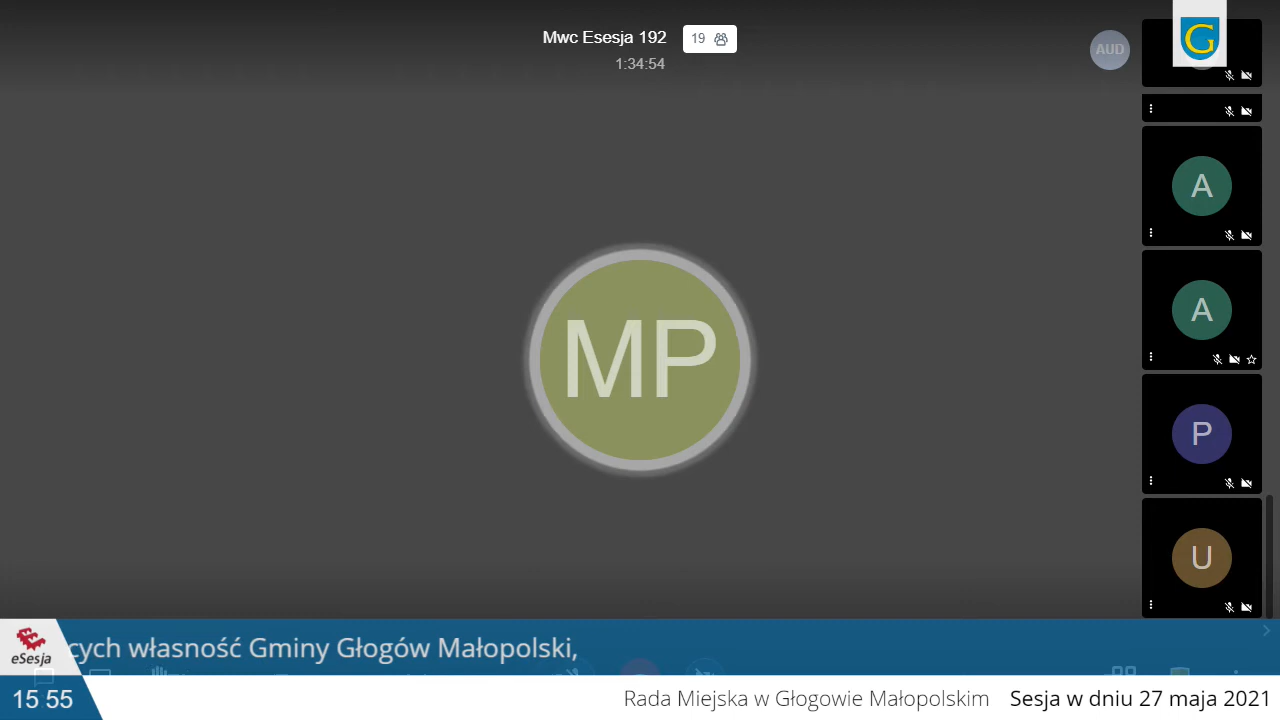 Mwc Esesja 192
19
1:34:54
AUD
G
A
A
MP
P
U
cych własność Gminy Głogów Małopolski,
eSesja
15 55
Rada Miejska w Głogowie Małopolskim
Sesja w dniu 27 maja 2021